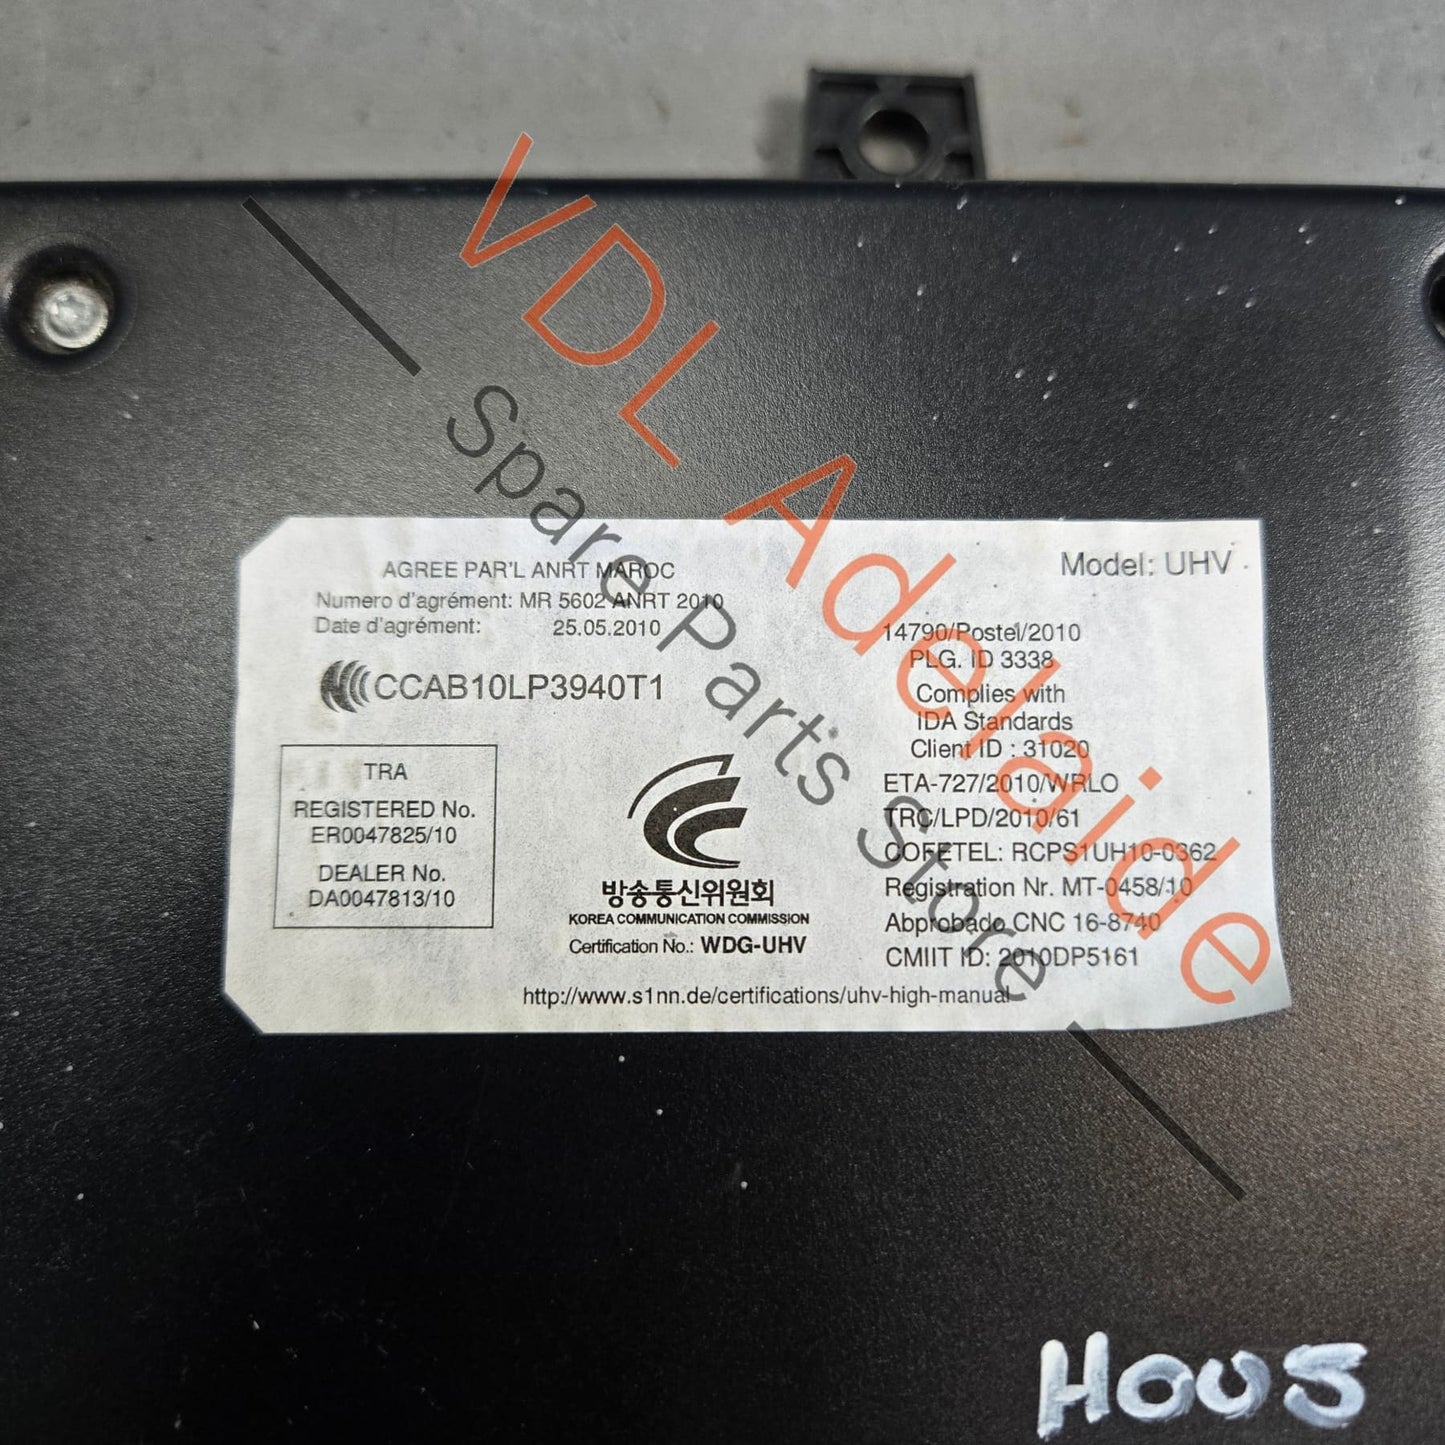 AGREE PAR'L ANRT MAROC
Numero d'agrément: MR 5602 ANRT 2010
Date d'agrément: 25.05.2010
CCAB10LP3940T1
TRA
REGISTERED No.
ER0047825/10
DEALER No.
DA0047813/10
방송통신위원회
KOREA COMMUNICATION COMMISSION
Certification No.: WDG-UHV
Model: UHV
14790/Postel/2010
PLG. ID 3338
Complies with
IDA Standards
Client ID : 31020
ETA-727/2010/WRLO
TRC/LPD/2010/61
COFETEL: RCPS1UH10-0362
Registration Nr. MT-0458/10
Abprobado CNC 16-8740
CMIIT ID: 2010DP5161
http://www.s1nn.de/certifications/uhv-high-manual
VDL Adelaide
Spare Parts Store
H005